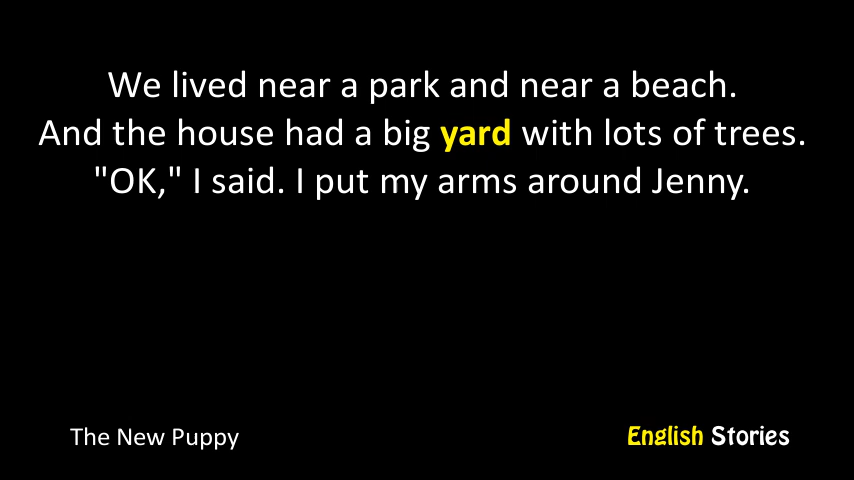 We lived near a park and near a beach.
And the house had a big yard with lots of trees.
"OK," I said. I put my arms around Jenny.
The New Puppy
English Stories